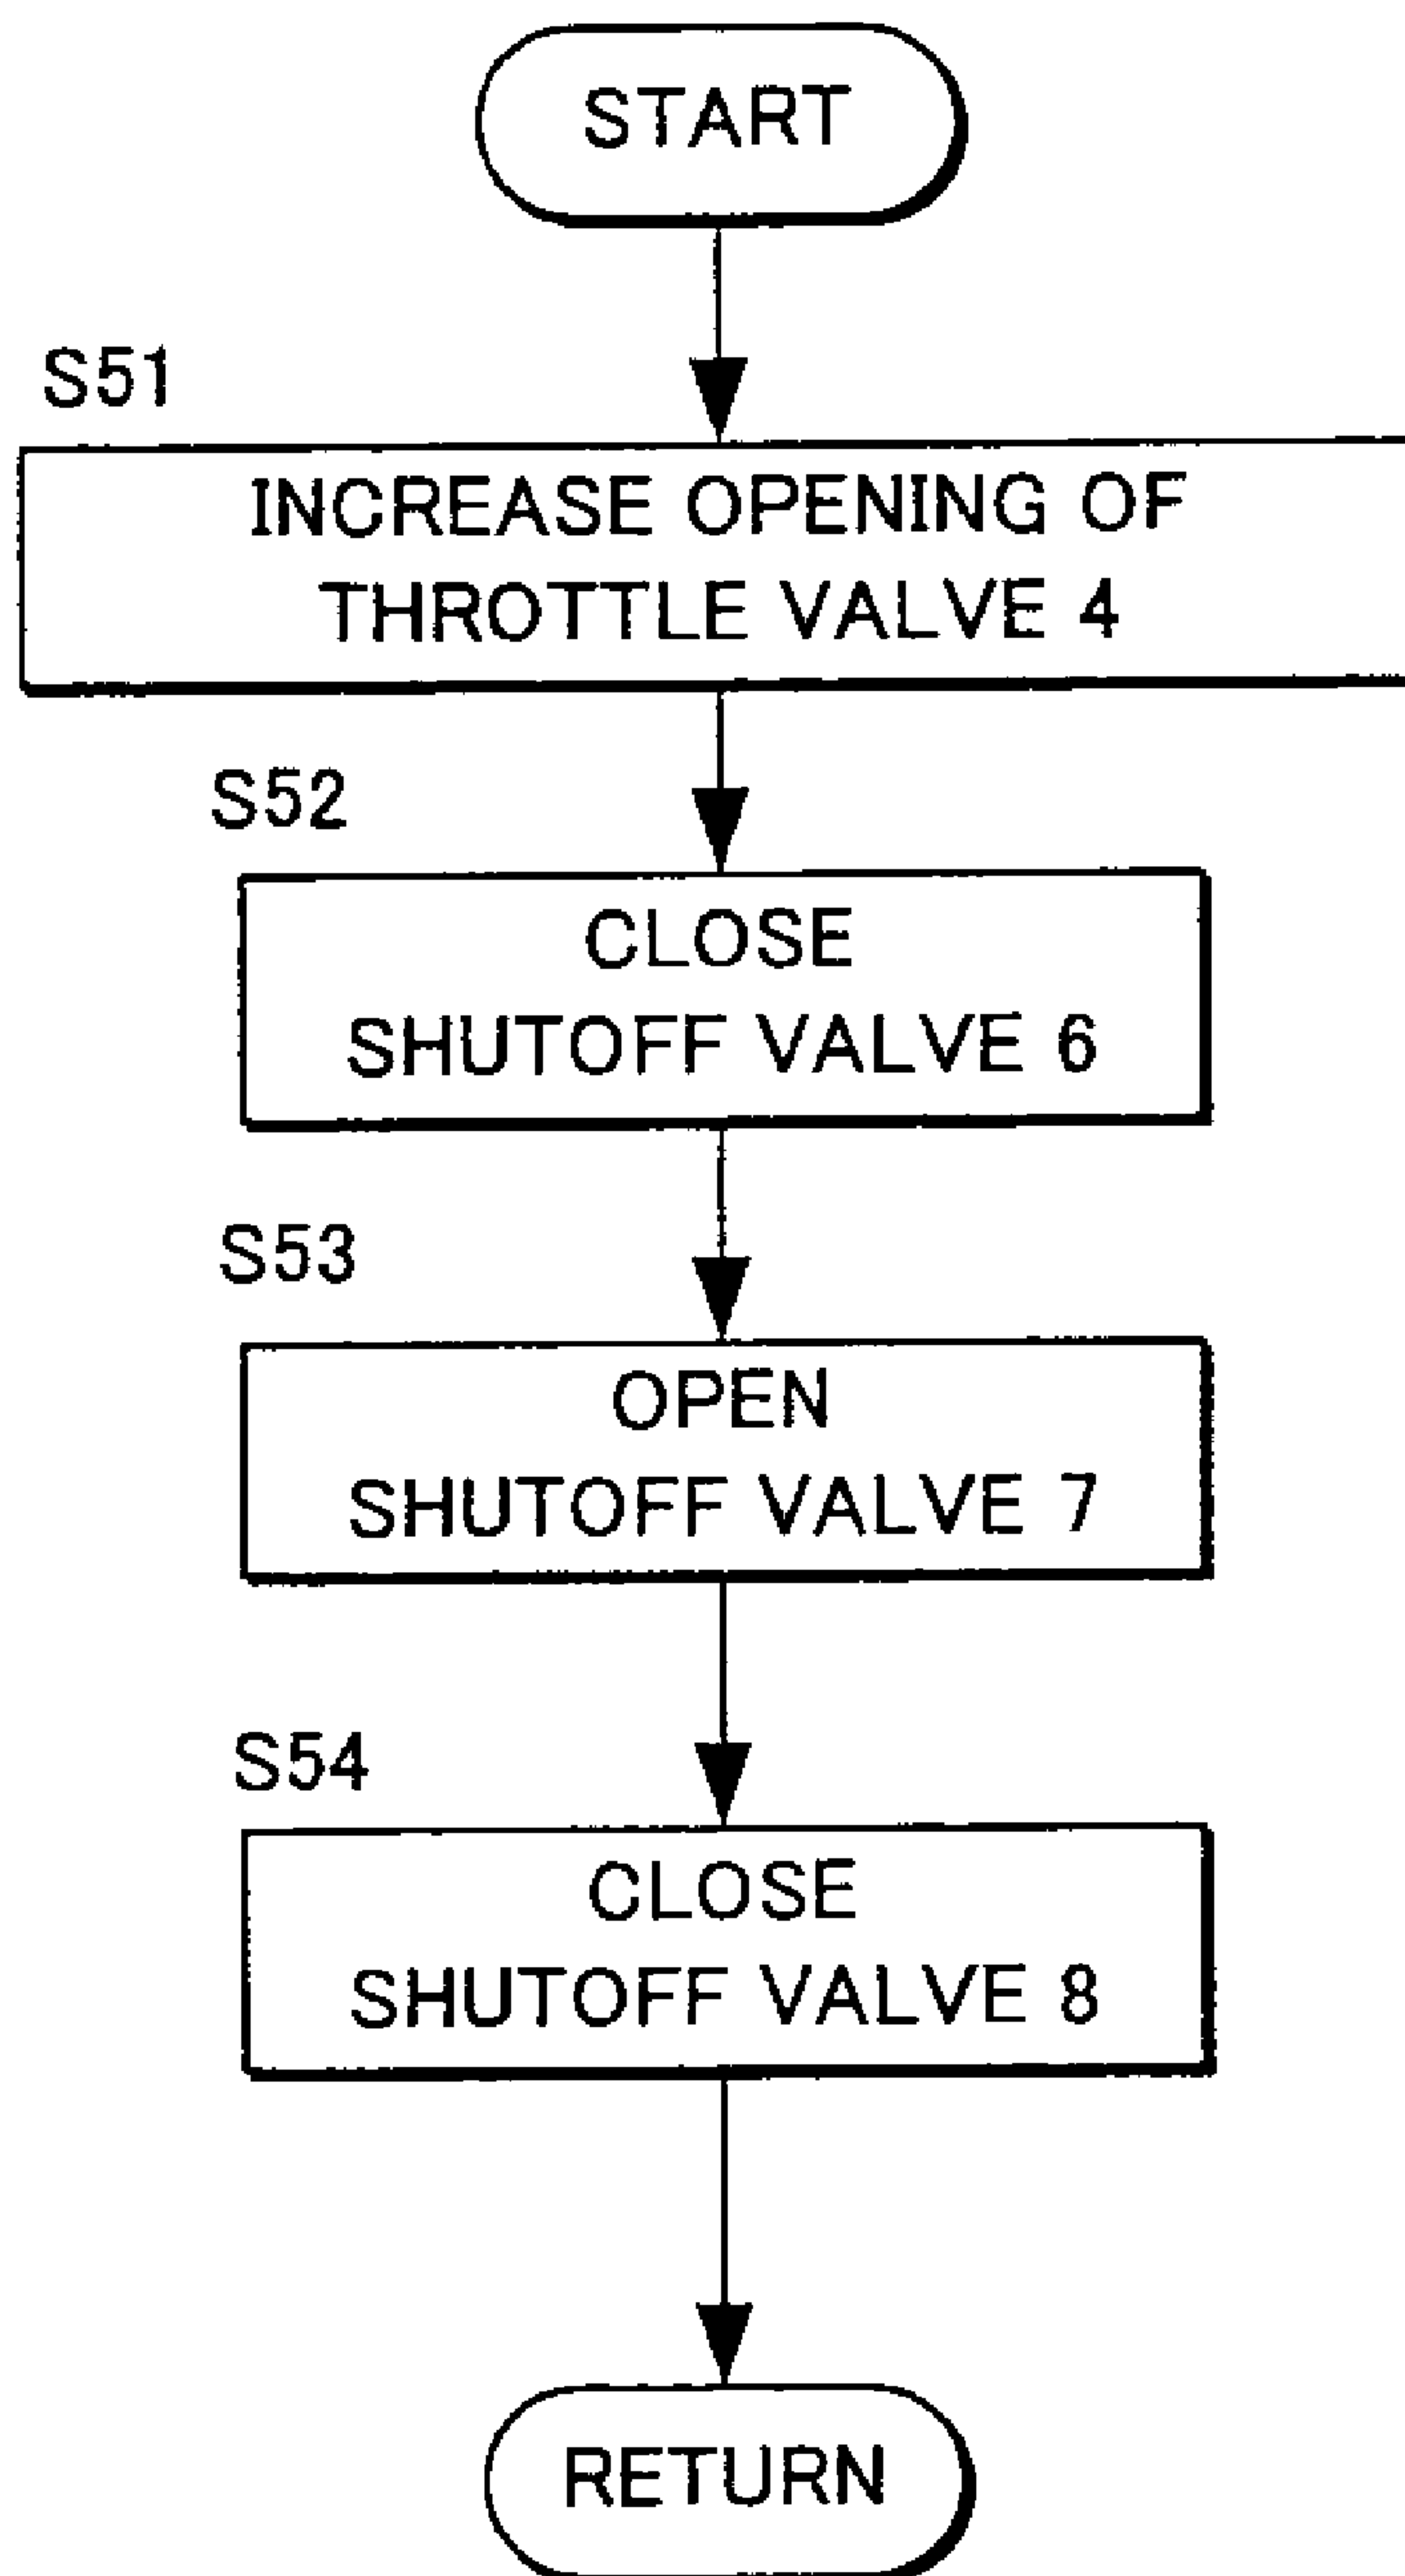 START
S51
INCREASE OPENING OF
THROTTLE VALVE 4
S52
CLOSE
SHUTOFF VALVE 6
S53
OPEN
SHUTOFF VALVE 7
S54
CLOSE
SHUTOFF VALVE 8
RETURN